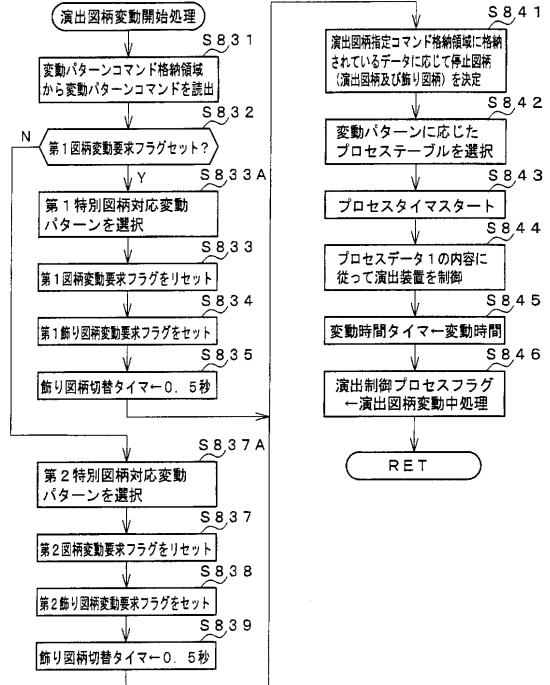 演出図柄変動開始処理
S831
変動パターンコマンド格納領域
から変動パターンコマンドを読出
S832
N
第1図柄変動要求フラグセット?
Y
S833A
第1特別図柄対応変動
パターンを選択
S833
第1図柄変動要求フラグをリセット
S834
第1飾り図柄変動要求フラグをセット
S835
飾り図柄切替タイマ←0.5秒
S837A
第2特別図柄対応変動
パターンを選択
S837
第2図柄変動要求フラグをリセット
S838
第2飾り図柄変動要求フラグをセット
S839
飾り図柄切替タイマ←0.5秒
S841
演出図柄指定コマンド格納領域に格納
されているデータに応じて停止図柄
(演出図柄及び飾り図柄)を決定
S842
変動パターンに応じた
プロセステーブルを選択
S843
プロセスタイマスタート
S844
プロセスデータ1の内容に
従って演出装置を制御
S845
変動時間タイマ←変動時間
S846
演出制御プロセスフラグ
←演出図柄変動中処理
RET